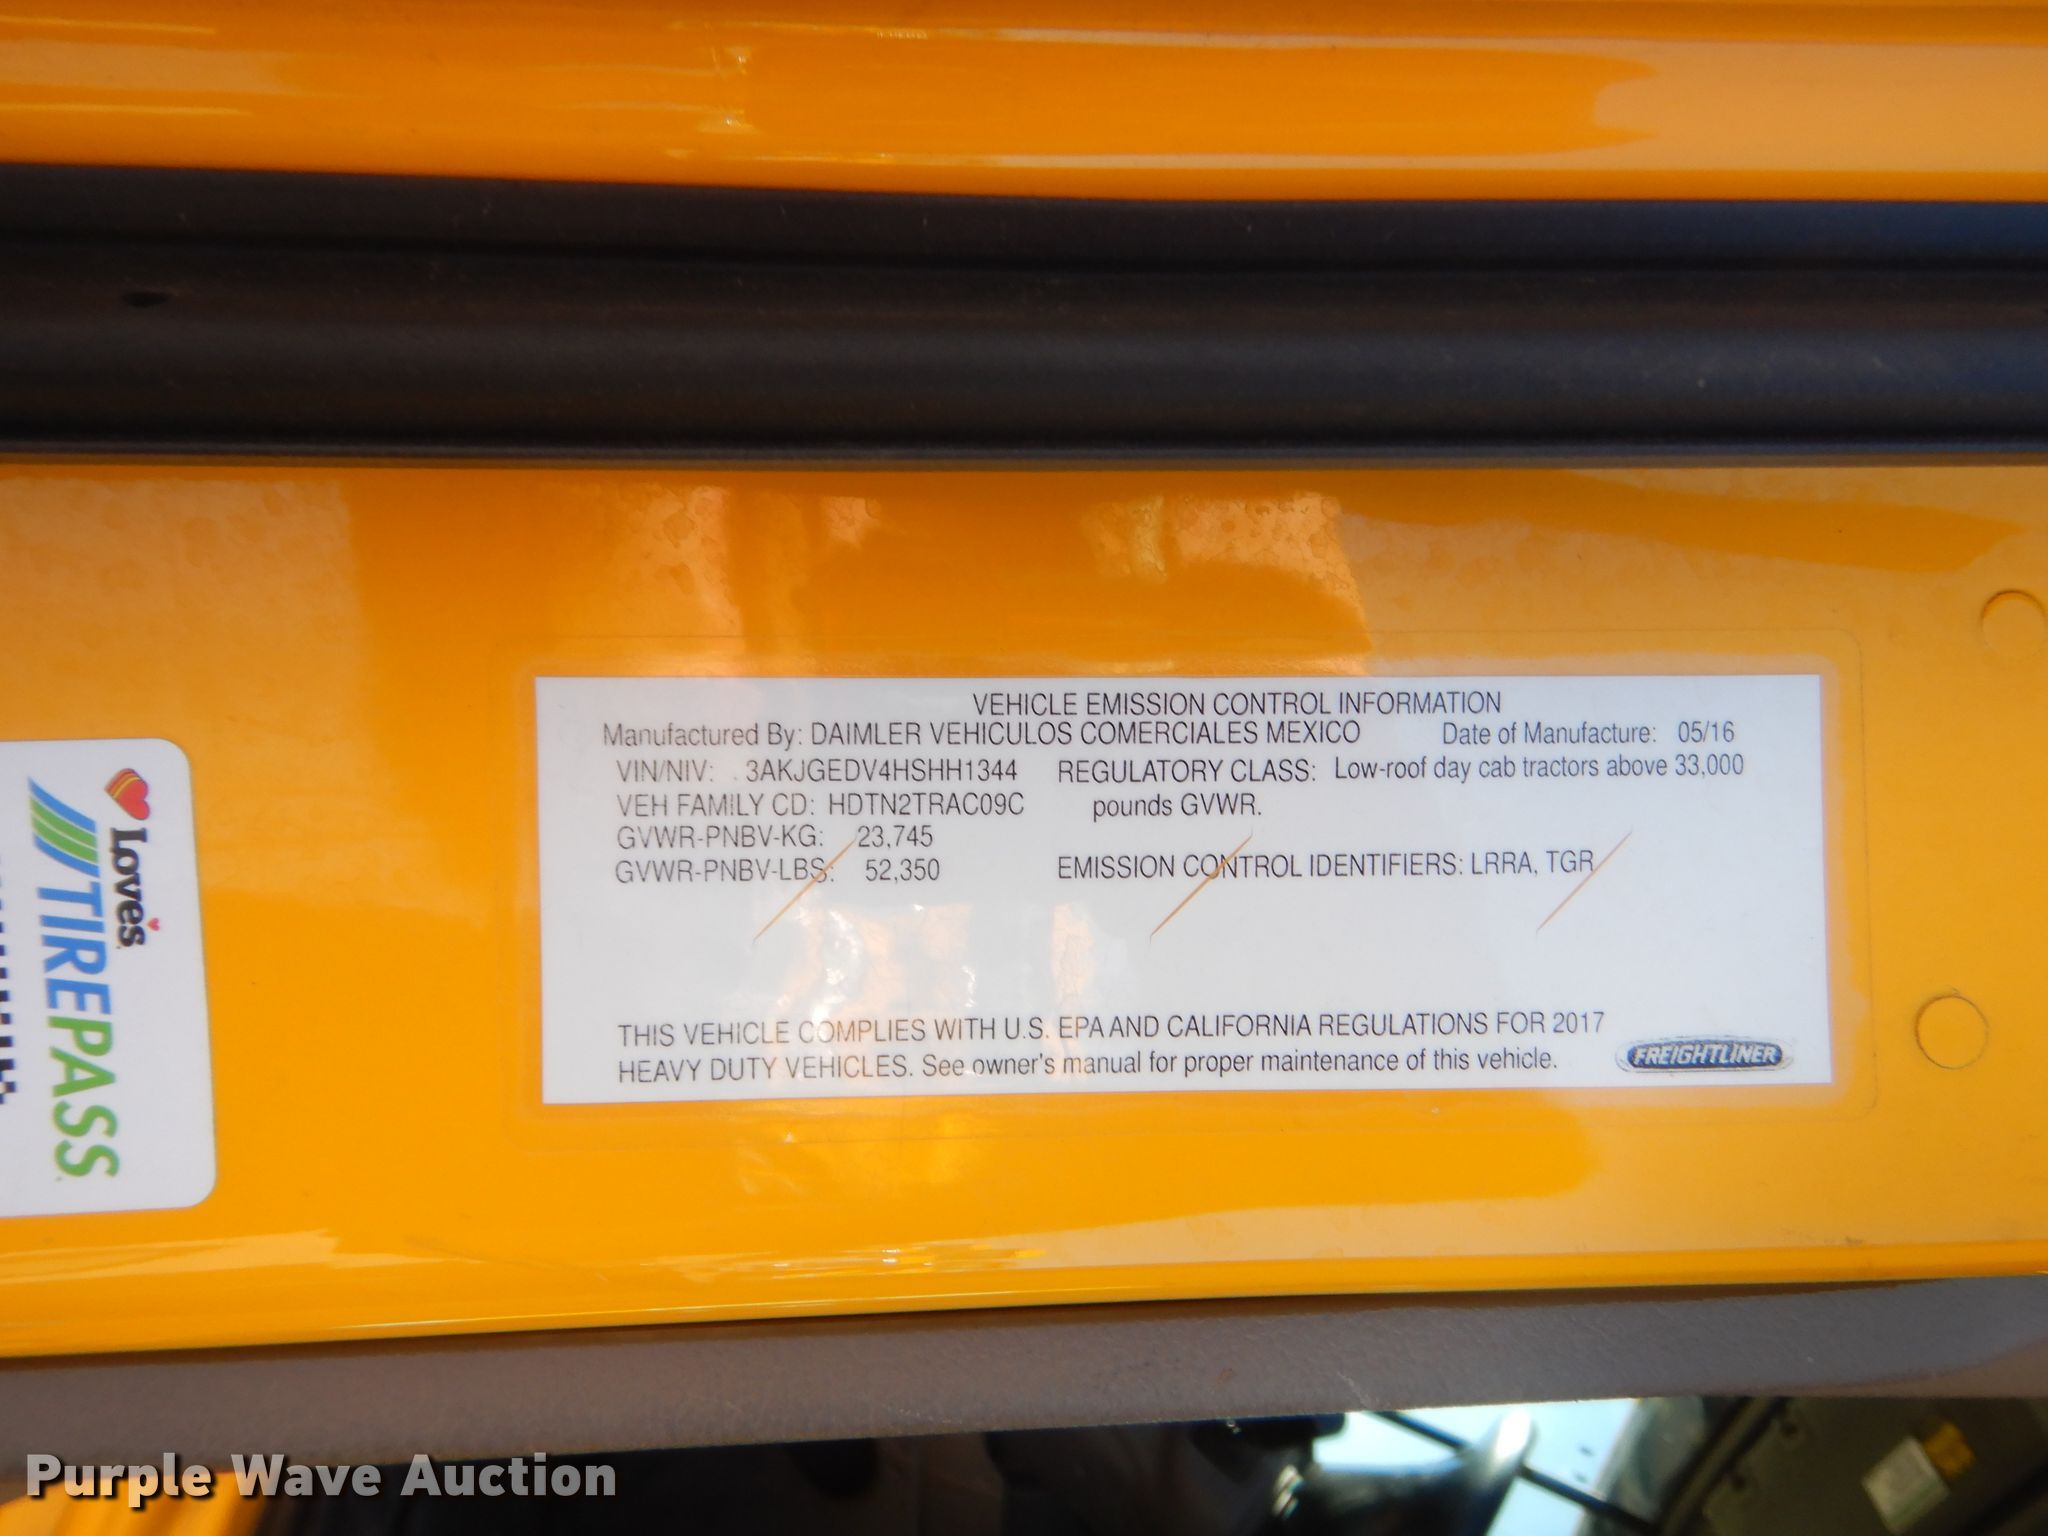 VEHICLE EMISSION CONTROL INFORMATION
Manufactured By: DAIMLER VEHICULOS COMERCIALES MEXICO Date of Manufacture: 05/16
VIN/NIV: 3AKJGEDV4HSHH1344 REGULATORY CLASS: Low-roof day cab tractors above 33,000
VEH FAMILY CD: HDTN2TRAC09C pounds GVWR.
GVWR-PNBV-KG: 23,745
GVWR-PNBV-LBS: 52,350 EMISSION CONTROL IDENTIFIERS: LRRA, TGR
THIS VEHICLE COMPLIES WITH U.S. EPA AND CALIFORNIA REGULATIONS FOR 2017
HEAVY DUTY VEHICLES. See owner's manual for proper maintenance of this vehicle.
FREIGHTLINER
Love's
TIREPASS
Purple Wave Auction